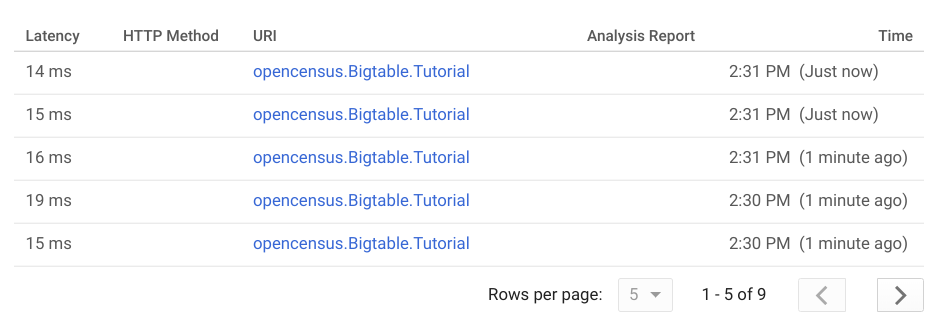 Latency HTTP Method URI Analysis Report Time
14 ms opencensus.Bigtable.Tutorial 2:31 PM (Just now)
15 ms opencensus.Bigtable.Tutorial 2:31 PM (Just now)
16 ms opencensus.Bigtable.Tutorial 2:31 PM (1 minute ago)
19 ms opencensus.Bigtable.Tutorial 2:30 PM (1 minute ago)
15 ms opencensus.Bigtable.Tutorial 2:30 PM (1 minute ago)
Rows per page: 5 1 - 5 of 9